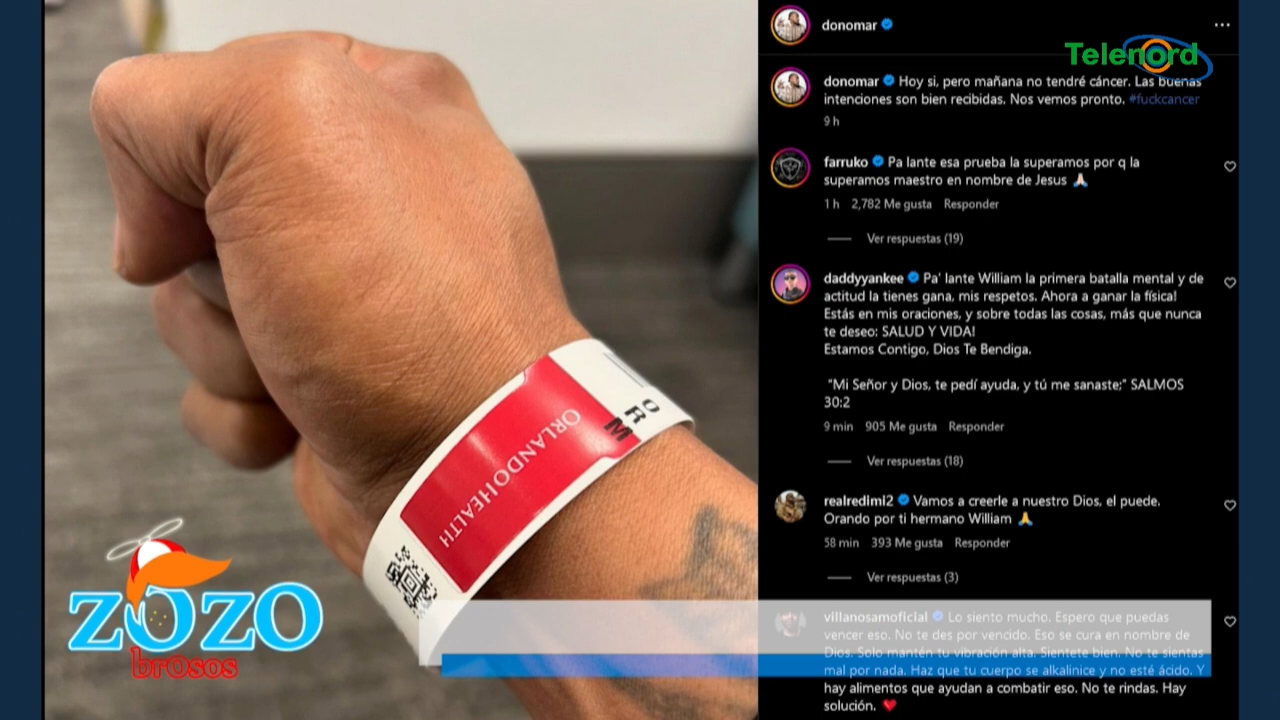 donomar
Telenord
donomar Hoy si, pero mañana no tendré cáncer. Las buenas
intenciones son bien recibidas. Nos vemos pronto. #fuckcancer
9 h
farruko Pa lante esa prueba la superamos por q la
superamos maestro en nombre de Jesus 🙏🏻
1 h 2,782 Me gusta Responder
Ver respuestas (19)
daddyyankee Pa' lante William la primera batalla mental y de
actitud la tienes gana, mis respetos. Ahora a ganar la física!
Estás en mis oraciones, y sobre todas las cosas, más que nunca
te deseo: SALUD Y VIDA!
Estamos Contigo, Dios Te Bendiga.
"Mi Señor y Dios, te pedí ayuda, y tú me sanaste;" SALMOS
30:2
9 min 905 Me gusta Responder
Ver respuestas (18)
realredimi2 Vamos a creerle a nuestro Dios, el puede.
Orando por ti hermano William 🙏
58 min 393 Me gusta Responder
Ver respuestas (3)
villanosamoficial Lo siento mucho. Espero que puedas
vencer eso. No te des por vencido. Eso se cura en nombre de
Dios. Solo mantén tu vibración alta. Sientete bien. No te sientas
mal por nada. Haz que tu cuerpo se alkalinice y no esté ácido. Y
hay alimentos que ayudan a combatir eso. No te rindas. Hay
solución. ❤️
ORLANDO HEALTH
ZOZO
brOsos